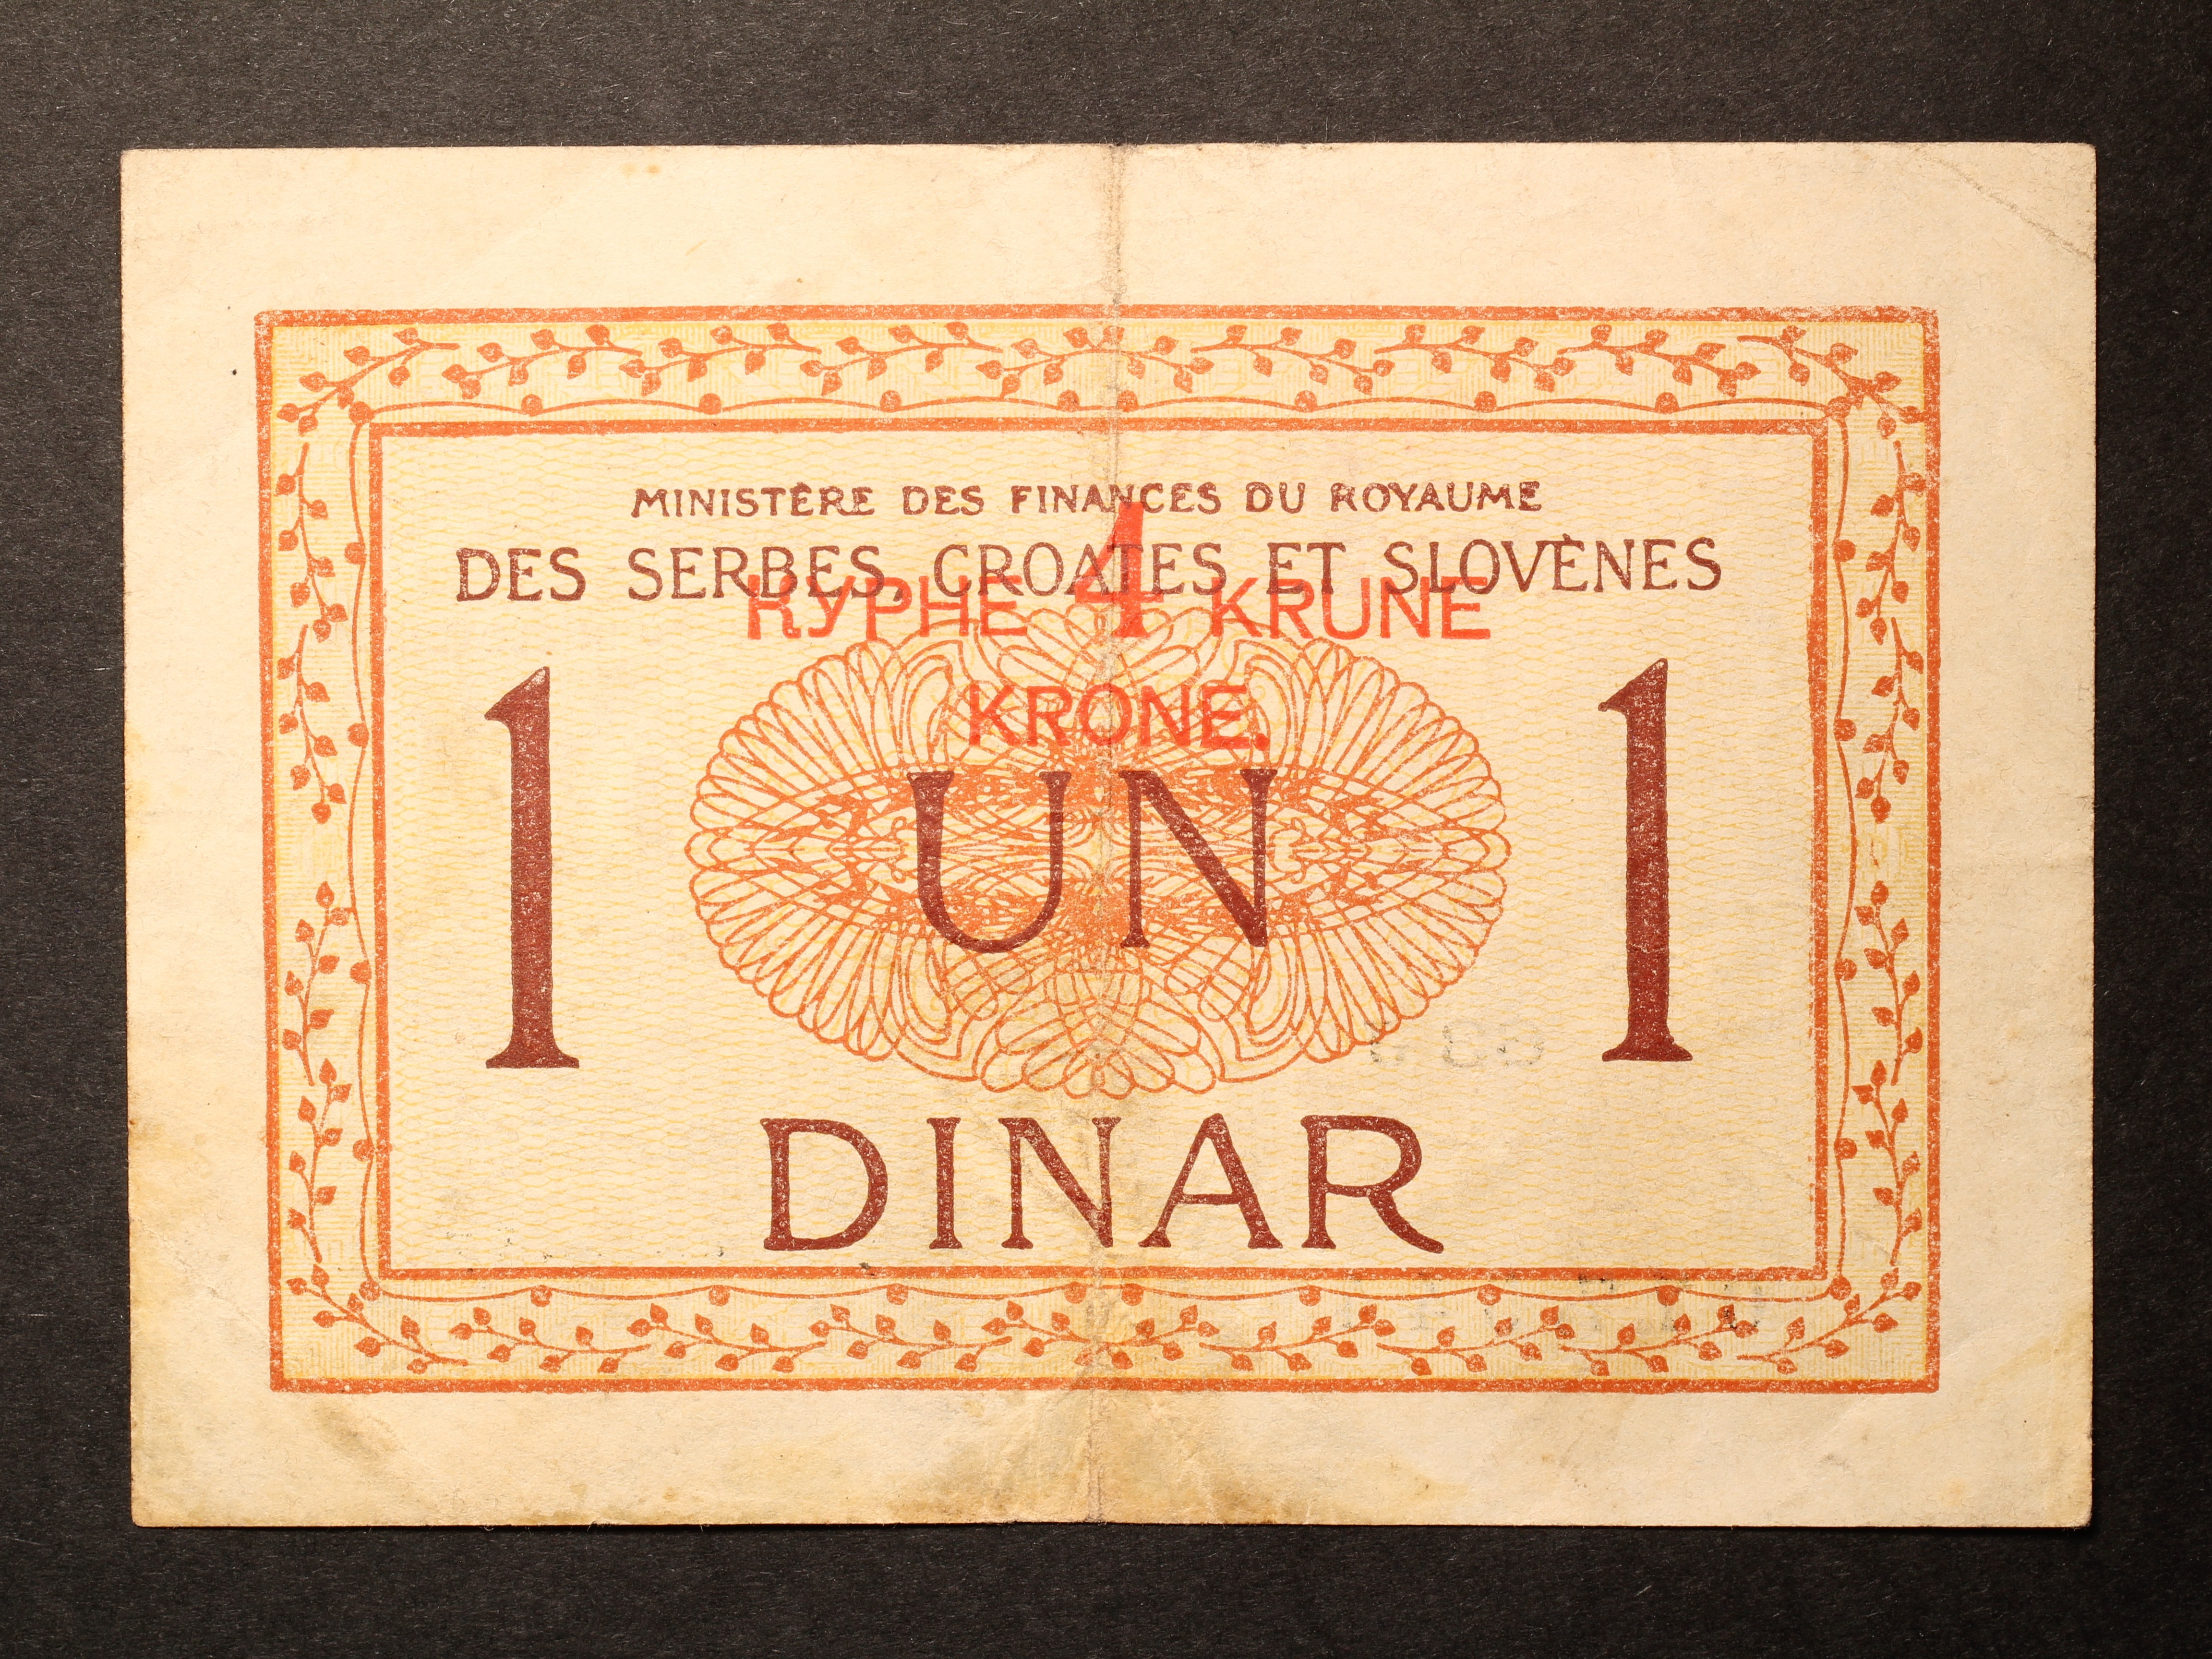 MINISTÈRE DES FINANCES DU ROYAUME
DES SERBES, CROATES ET SLOVÈNES
КРУНЕ 4 KRUNE
KRONE.
1 UN 1
DINAR